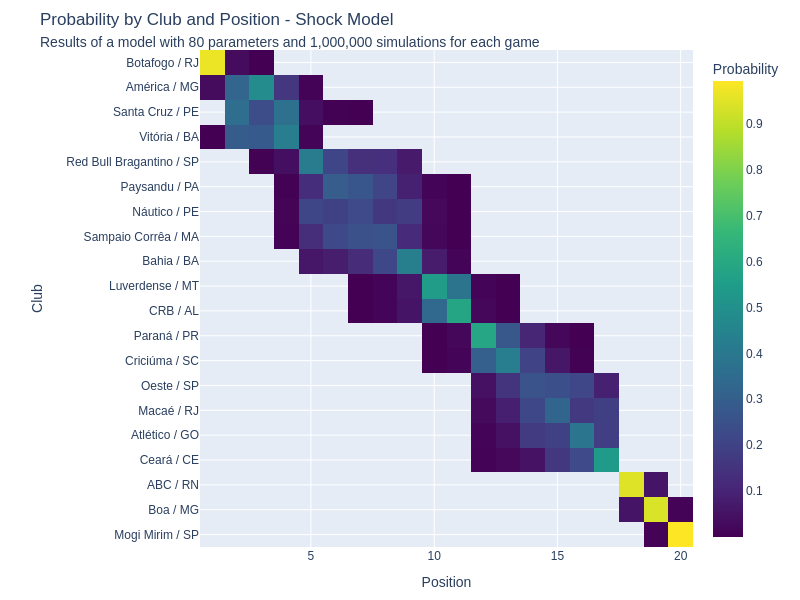 Probability by Club and Position - Shock Model
Results of a model with 80 parameters and 1,000,000 simulations for each game
Probability
Club
Botafogo / RJ
América / MG
Santa Cruz / PE
Vitória / BA
Red Bull Bragantino / SP
Paysandu / PA
Náutico / PE
Sampaio Corrêa / MA
Bahia / BA
Luverdense / MT
CRB / AL
Paraná / PR
Criciúma / SC
Oeste / SP
Macaé / RJ
Atlético / GO
Ceará / CE
ABC / RN
Boa / MG
Mogi Mirim / SP
0.9
0.8
0.7
0.6
0.5
0.4
0.3
0.2
0.1
5 10 15 20
Position